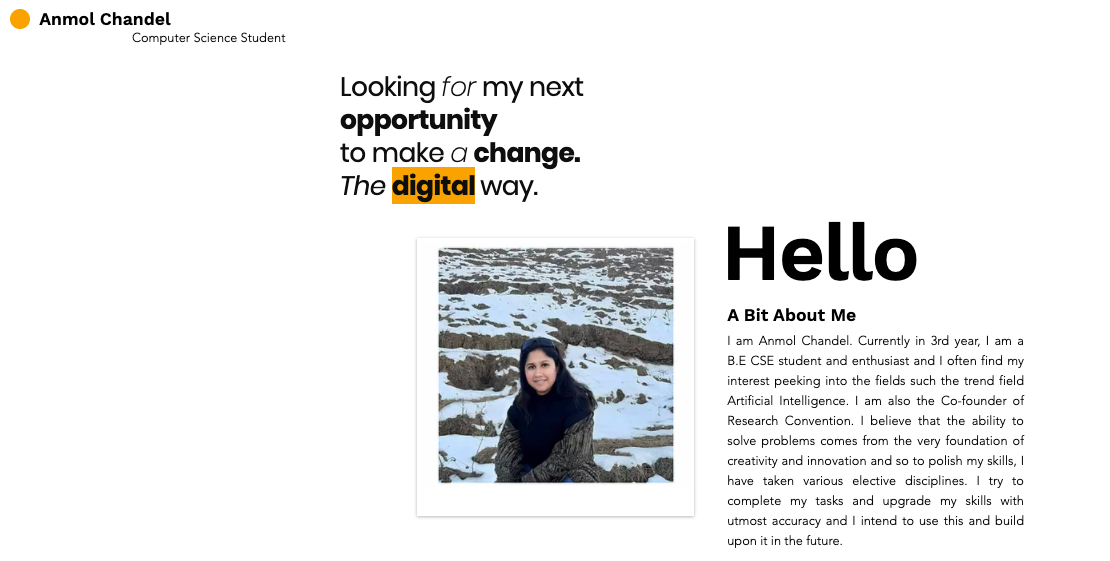 Anmol Chandel
Computer Science Student
Looking for my next
opportunity
to make a change.
The digital way.
Hello
A Bit About Me
I am Anmol Chandel. Currently in 3rd year, I am a
B.E CSE student and enthusiast and I often find my
interest peeking into the fields such the trend field
Artificial Intelligence. I am also the Co-founder of
Research Convention. I believe that the ability to
solve problems comes from the very foundation of
creativity and innovation and so to polish my skills, I
have taken various elective disciplines. I try to
complete my tasks and upgrade my skills with
utmost accuracy and I intend to use this and build
upon it in the future.